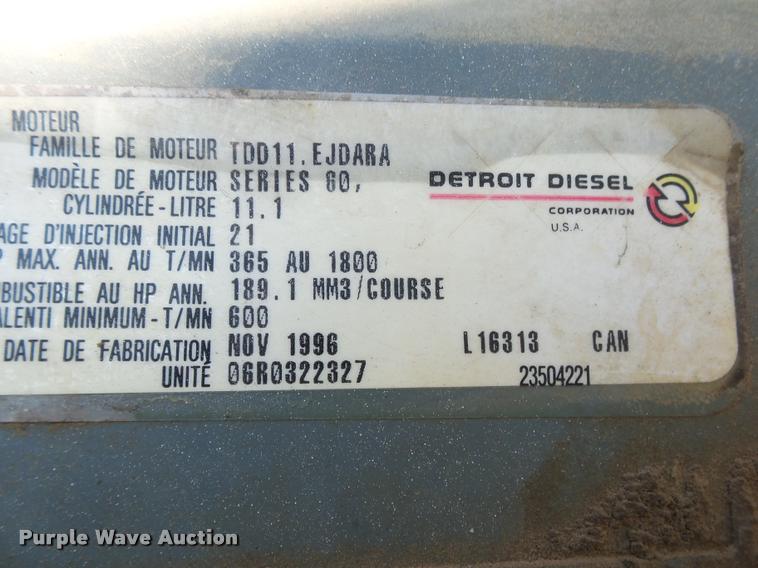 MOTEUR
FAMILLE DE MOTEUR TDD11.EJDARA
MODÈLE DE MOTEUR SERIES 60,
CYLINDRÉE-LITRE 11.1
AGE D'INJECTION INITIAL 21
P MAX. ANN. AU T/MN 365 AU 1800
MBUSTIBLE AU HP ANN. 189.1 MM3/COURSE
ALENTI MINIMUM-T/MN 600
DATE DE FABRICATION NOV 1996 L16313 CAN
UNITÉ 06R0322327 23504221
DETROIT DIESEL
CORPORATION
U.S.A.
Purple Wave Auction